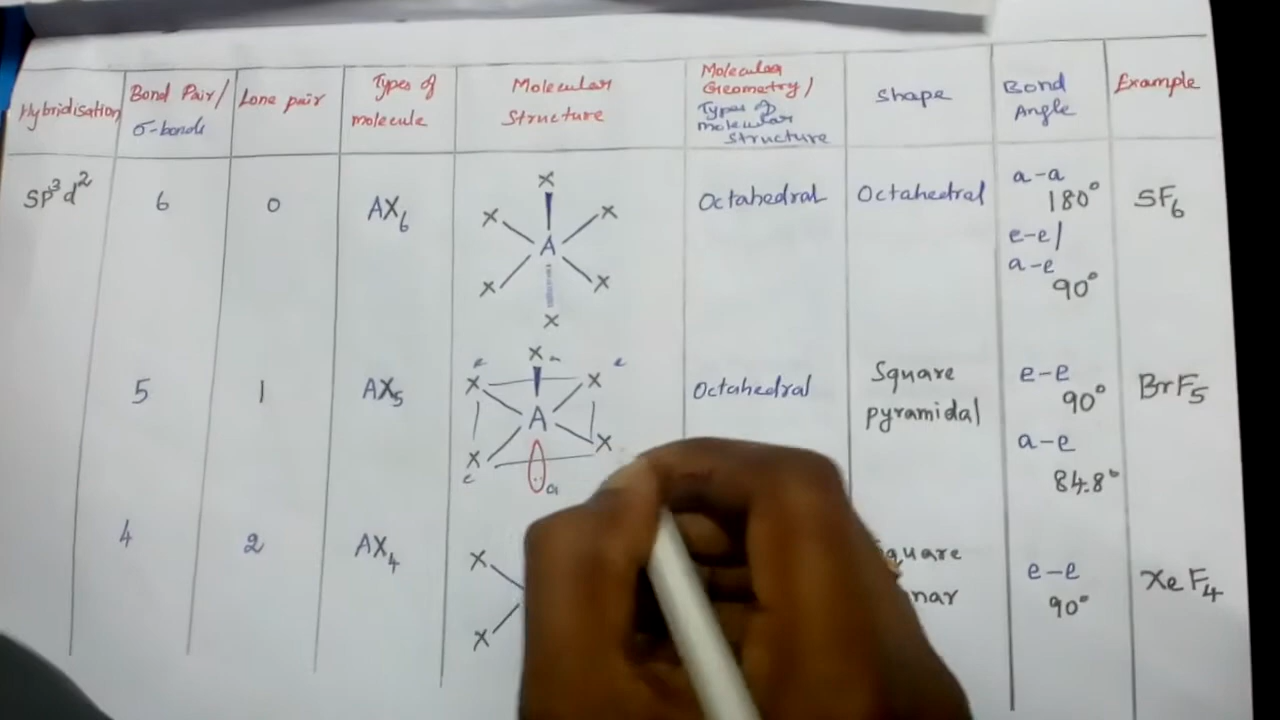 Hybridisation
Bond Pair/
σ-bonds
Lone pair
Types of
molecule
Molecular
Structure
Molecular
Geometry/
Types of
molecular
structure
Shape
Bond
Angle
Example
SP³d²
6
0
AX₆
X
X X
A
X X
X
Octahedral
Octahedral
a-a
180°
e-e/
a-e
90°
SF₆
5
1
AX₅
X a
e e
X X
A
X X
e
a
Octahedral
Square
pyramidal
e-e
90°
a-e
84.8°
BrF₅
4
2
AX₄
X
X
e-e
90°
XeF₄